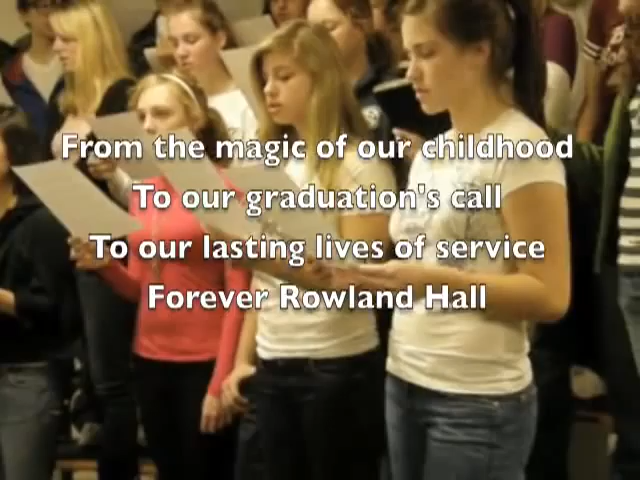 From the magic of our childhood
To our graduation's call
To our lasting lives of service
Forever Rowland Hall